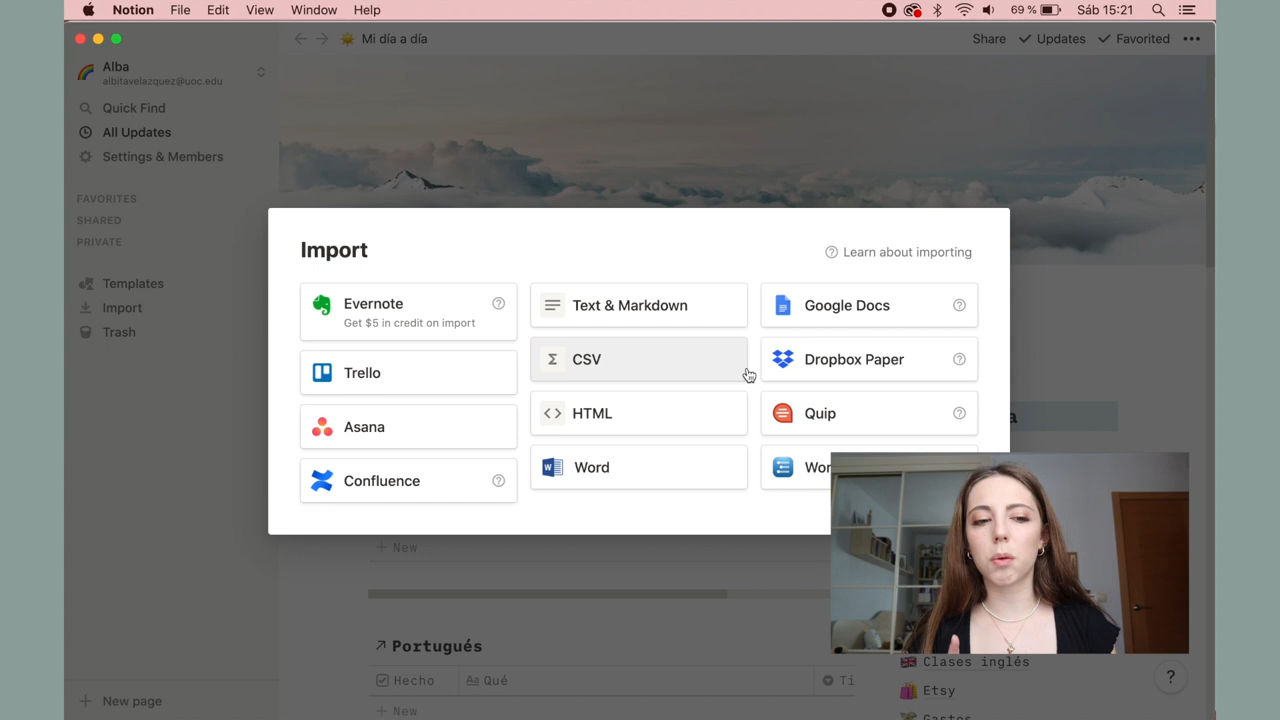 Notion File Edit View Window Help
69 % Sáb 15:21
Mi día a día
Share Updates Favorited
Alba
albitavelazquez@uoc.edu
Quick Find
All Updates
Settings & Members
FAVORITES
SHARED
PRIVATE
Templates
Import
Trash
New page
Import
Learn about importing
Evernote
Get $5 in credit on import
Trello
Asana
Confluence
Text & Markdown
CSV
HTML
Word
Google Docs
Dropbox Paper
Quip
Wor
a
+ New
Portugués
Hecho Aa Qué Ti
+ New
Clases inglés
Etsy
Gastos
?